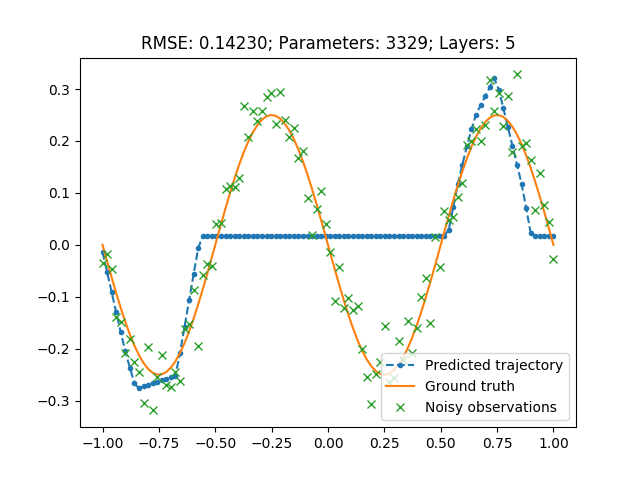 RMSE: 0.14230; Parameters: 3329; Layers: 5
0.3
0.2
0.1
0.0
−0.1
−0.2
−0.3
−1.00 −0.75 −0.50 −0.25 0.00 0.25 0.50 0.75 1.00
Predicted trajectory
Ground truth
Noisy observations